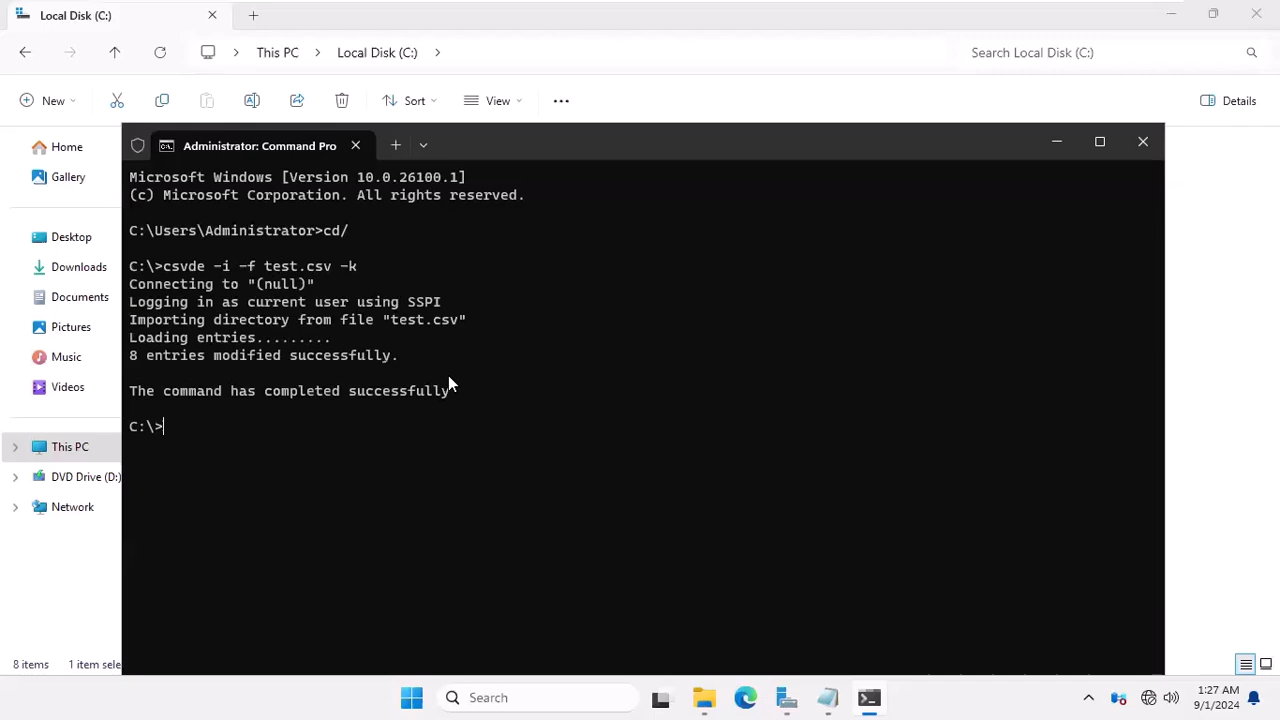 Local Disk (C:)
This PC
Local Disk (C:)
Search Local Disk (C:)
New
Sort
View
Details
Home
Gallery
Desktop
Downloads
Documents
Pictures
Music
Videos
This PC
DVD Drive (D:)
Network
Administrator: Command Pro
Microsoft Windows [Version 10.0.26100.1]
(c) Microsoft Corporation. All rights reserved.
C:\Users\Administrator>cd/
C:\>csvde -i -f test.csv -k
Connecting to "(null)"
Logging in as current user using SSPI
Importing directory from file "test.csv"
Loading entries.........
8 entries modified successfully.
The command has completed successfully
C:\>
8 items
1 item sele
Search
1:27 AM
9/1/2024